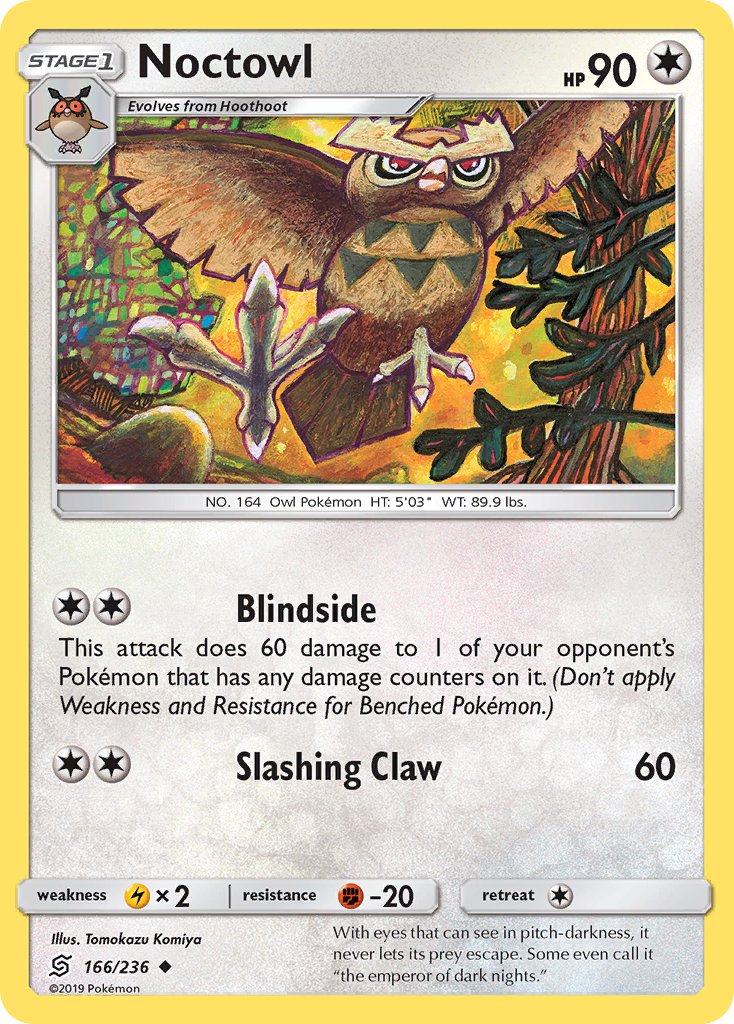 STAGE1
Noctowl
HP 90
Evolves from Hoothoot
NO. 164 Owl Pokémon HT: 5'03" WT: 89.9 lbs.
Blindside
This attack does 60 damage to 1 of your opponent's
Pokémon that has any damage counters on it. (Don't apply
Weakness and Resistance for Benched Pokémon.)
Slashing Claw 60
weakness × 2 resistance -20 retreat
Illus. Tomokazu Komiya
166/236
©2019 Pokémon
With eyes that can see in pitch-darkness, it
never lets its prey escape. Some even call it
“the emperor of dark nights.”